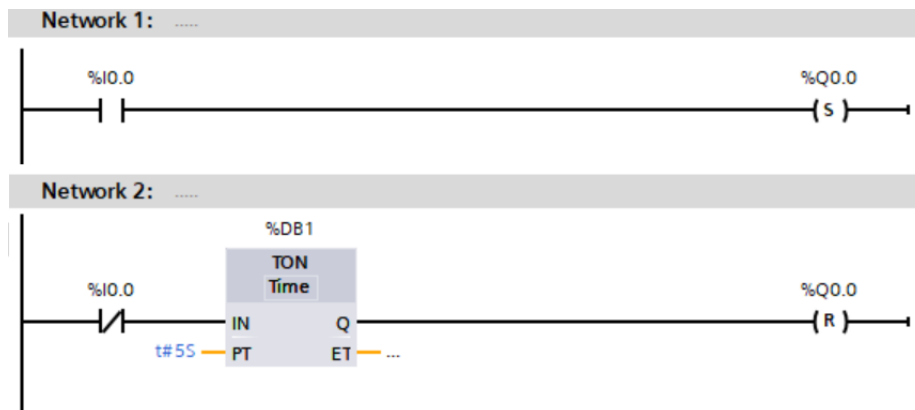 Network 1: .....
%I0.0 %Q0.0
S
Network 2: .....
%DB1
TON
Time
%I0.0 %Q0.0
IN Q R
t#5S PT ET ...